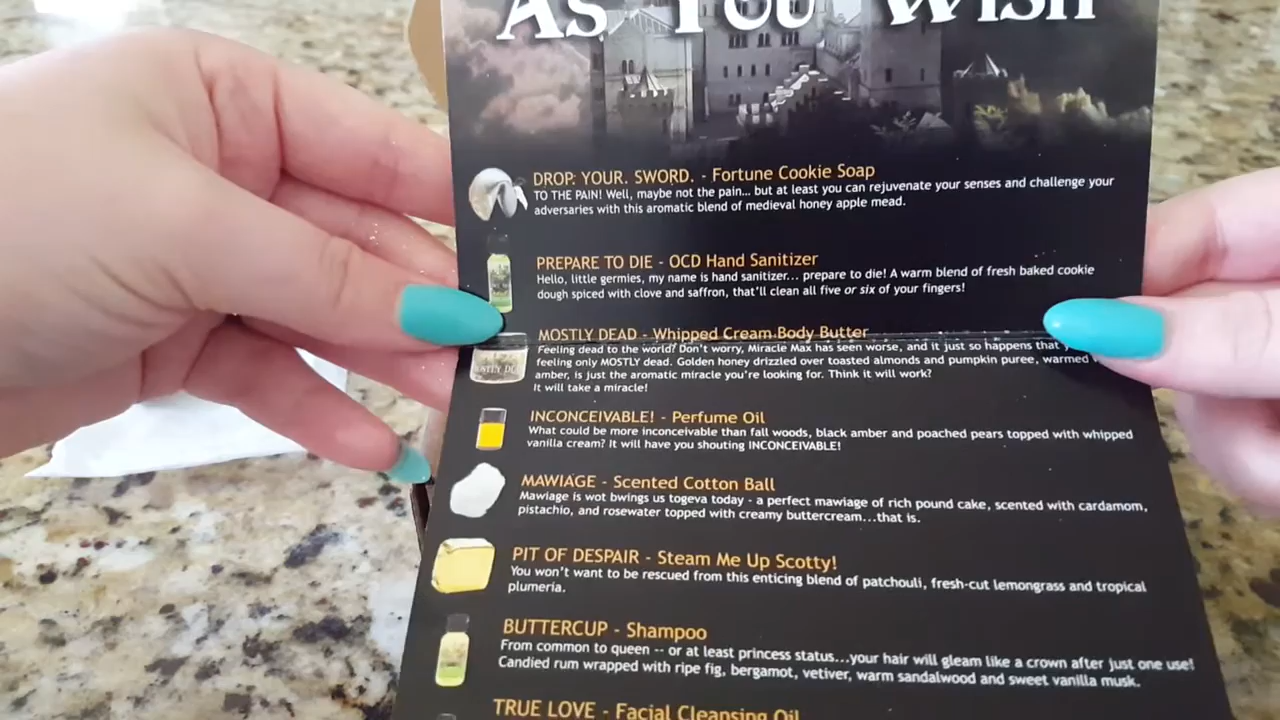 AS YOU WISH
DROP. YOUR. SWORD. - Fortune Cookie Soap
TO THE PAIN! Well, maybe not the pain... but at least you can rejuvenate your senses and challenge your
adversaries with this aromatic blend of medieval honey apple mead.
PREPARE TO DIE - OCD Hand Sanitizer
Hello, little germies, my name is hand sanitizer... prepare to die! A warm blend of fresh baked cookie
dough spiced with clove and saffron, that'll clean all five or six of your fingers!
MOSTLY DEAD - Whipped Cream Body Butter
Feeling dead to the world? Don't worry, Miracle Max has seen worse, and it just so happens that
feeling only MOSTLY dead. Golden honey drizzled over toasted almonds and pumpkin puree, warmed
amber, is just the aromatic miracle you're looking for. Think it will work?
It will take a miracle!
INCONCEIVABLE! - Perfume Oil
What could be more inconceivable than fall woods, black amber and poached pears topped with whipped
vanilla cream? It will have you shouting INCONCEIVABLE!
MAWIAGE - Scented Cotton Ball
Mawiage is wot bwings us togeva today - a perfect mawiage of rich pound cake, scented with cardamom,
pistachio, and rosewater topped with creamy buttercream...that is.
PIT OF DESPAIR - Steam Me Up Scotty!
You won't want to be rescued from this enticing blend of patchouli, fresh-cut lemongrass and tropical
plumeria.
BUTTERCUP - Shampoo
From common to queen -- or at least princess status...your hair will gleam like a crown after just one use!
Candied rum wrapped with ripe fig, bergamot, vetiver, warm sandalwood and sweet vanilla musk.
TRUE LOVE - Facial Cleansing Oil